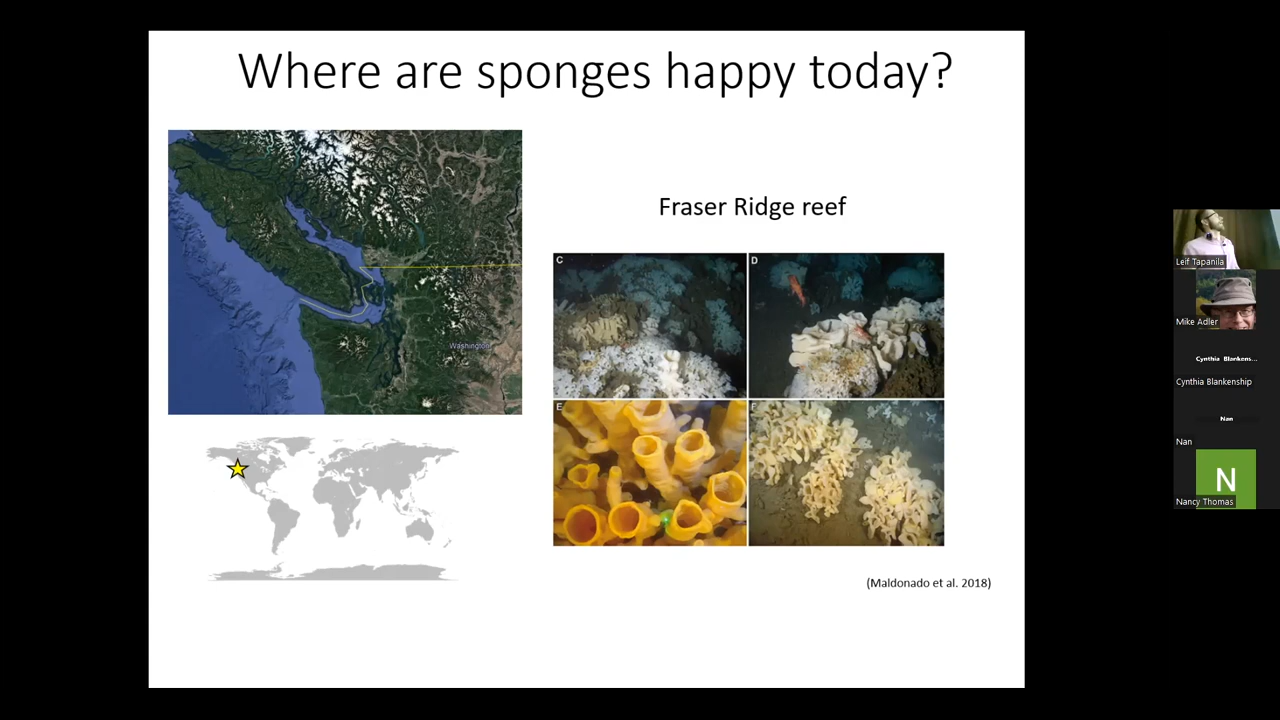 Where are sponges happy today?
Fraser Ridge reef
Washington
C
D
E
F
(Maldonado et al. 2018)
Leif Tapanila
Mike Adler
Cynthia Blankens...
Cynthia Blankenship
Nan
Nan
N
Nancy Thomas